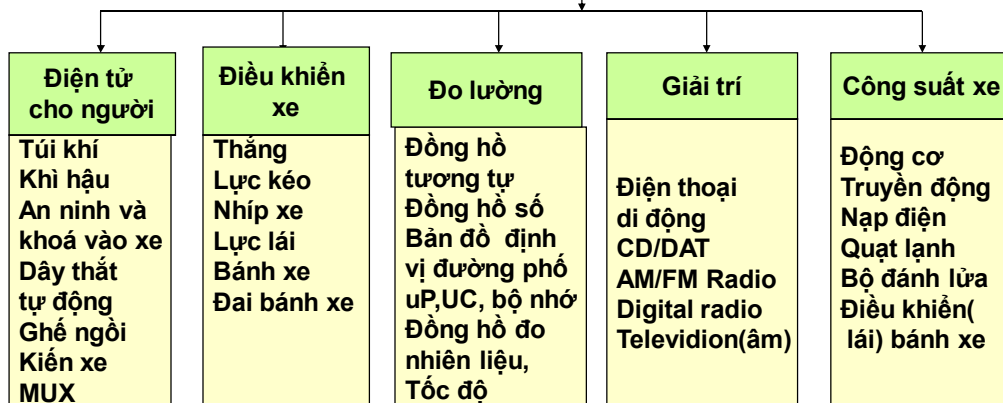 Điện tử
cho người
Túi khí
Khì hậu
An ninh và
khoá vào xe
Dây thắt
tự động
Ghế ngồi
Kiến xe
MUX
Điều khiển
xe
Thắng
Lực kéo
Nhíp xe
Lực lái
Bánh xe
Đai bánh xe
Đo lường
Đồng hồ
tương tự
Đồng hồ số
Bản đồ định
vị đường phố
uP,UC, bộ nhớ
Đồng hồ đo
nhiên liệu,
Tốc độ
Giải trí
Điện thoại
di động
CD/DAT
AM/FM Radio
Digital radio
Televidion(âm)
Công suất xe
Động cơ
Truyền động
Nạp điện
Quạt lạnh
Bộ đánh lửa
Điều khiển(
lái) bánh xe